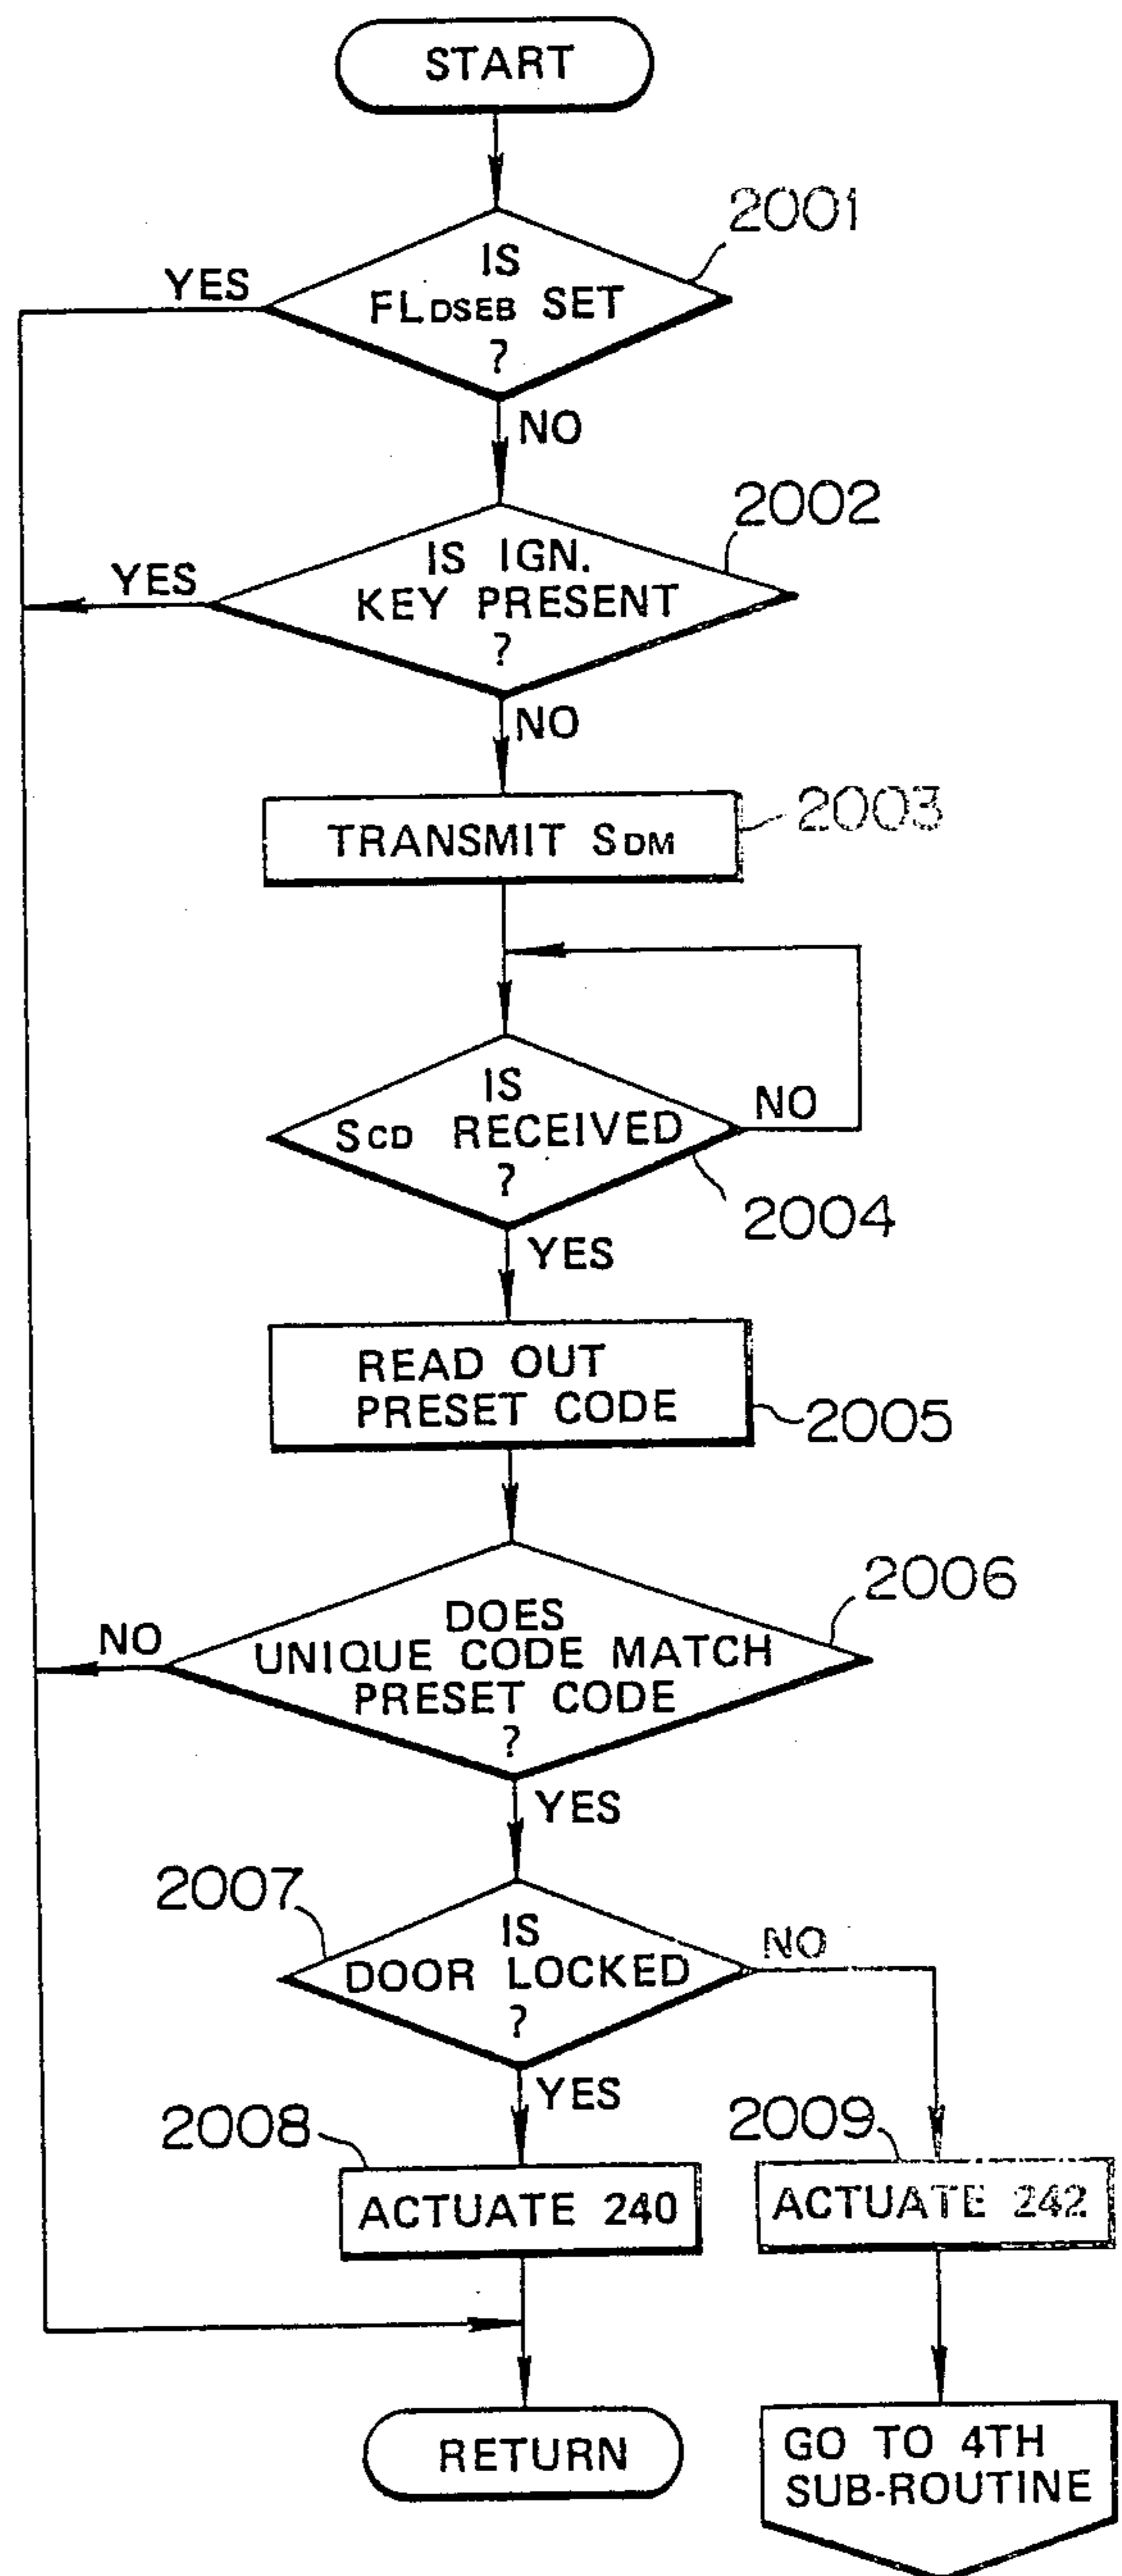 START
2001
IS
FLDSEB SET
?
YES
NO
2002
IS IGN.
KEY PRESENT
?
YES
NO
2003
TRANSMIT SDM
IS
SCD RECEIVED
?
NO
2004
YES
READ OUT
PRESET CODE
2005
2006
DOES
UNIQUE CODE MATCH
PRESET CODE
?
NO
YES
2007
IS
DOOR LOCKED
?
NO
YES
2008
ACTUATE 240
2009
ACTUATE 242
RETURN
GO TO 4TH
SUB-ROUTINE